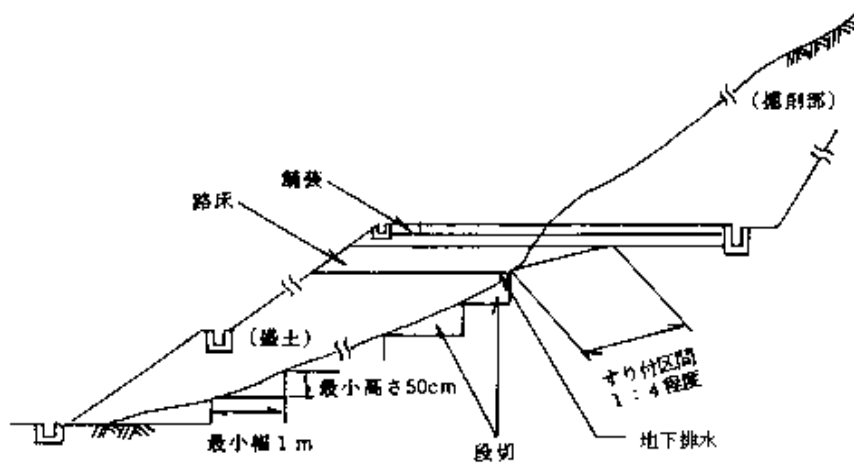 (掘削部)
舗装
路床
(盛土)
すり付区間
1:4程度
最小高さ50cm
最小幅1m
段切
地下排水